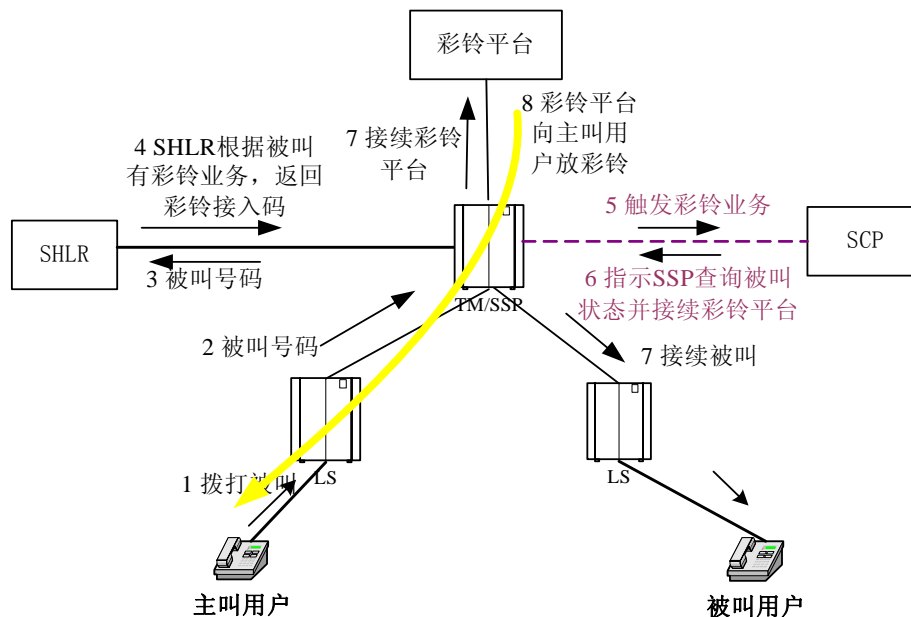 彩铃平台
8 彩铃平台
向主叫用
户放彩铃
7 接续彩铃
平台
4 SHLR根据被叫
有彩铃业务，返回
彩铃接入码
5 触发彩铃业务
SHLR
SCP
3 被叫号码
6 指示SSP查询被叫
状态并接续彩铃平台
TM/SSP
2 被叫号码
7 接续被叫
1 拨打被叫
LS
LS
主叫用户
被叫用户